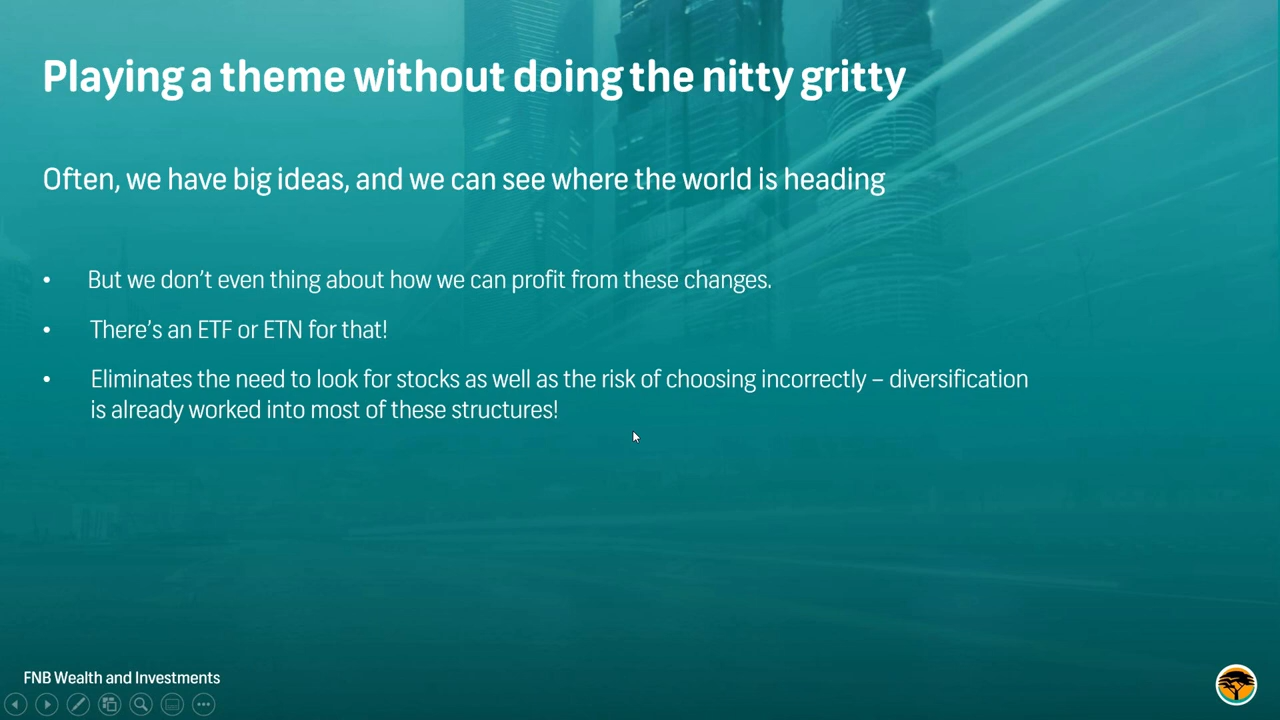 Playing a theme without doing the nitty gritty
Often, we have big ideas, and we can see where the world is heading
• But we don't even thing about how we can profit from these changes.
• There's an ETF or ETN for that!
• Eliminates the need to look for stocks as well as the risk of choosing incorrectly – diversification
is already worked into most of these structures!
FNB Wealth and Investments